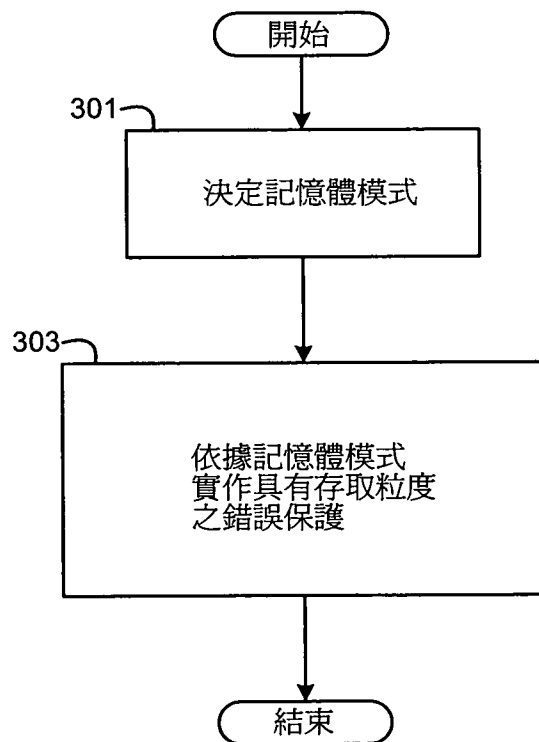 開始
301
決定記憶體模式
303
依據記憶體模式
實作具有存取粒度
之錯誤保護
結束